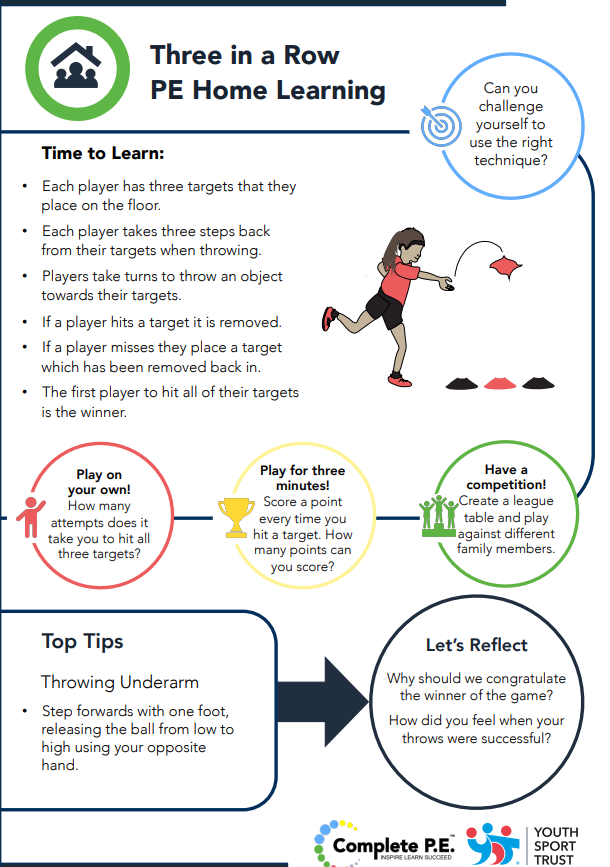 Three in a Row
PE Home Learning
Can you
challenge
yourself to
use the right
technique?
Time to Learn:
• Each player has three targets that they
place on the floor.
• Each player takes three steps back
from their targets when throwing.
• Players take turns to throw an object
towards their targets.
• If a player hits a target it is removed.
• If a player misses they place a target
which has been removed back in.
• The first player to hit all of their targets
is the winner.
Play on
your own!
How many
attempts does it
take you to hit all
three targets?
Play for three
minutes!
Score a point
every time you
hit a target. How
many points can
you score?
Have a
competition!
Create a league
table and play
against different
family members.
Top Tips
Throwing Underarm
• Step forwards with one foot,
releasing the ball from low to
high using your opposite
hand.
Let's Reflect
Why should we congratulate
the winner of the game?
How did you feel when your
throws were successful?
Complete P.E.™
INSPIRE LEARN SUCCEED
YOUTH
SPORT
TRUST